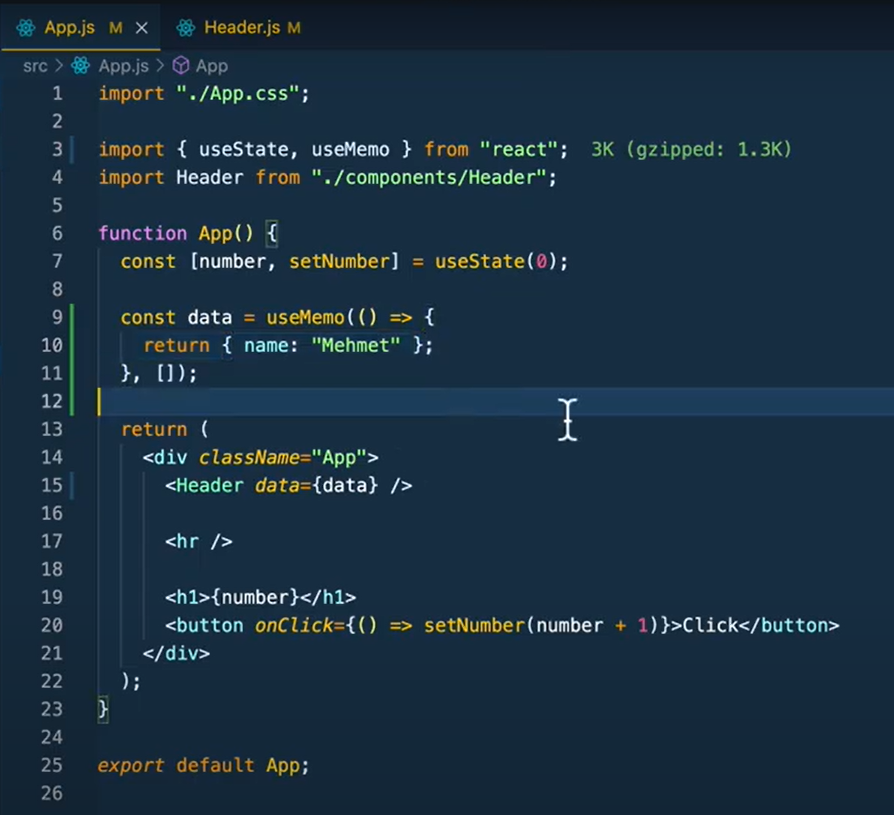 App.js M
Header.js M
src > App.js > App
1 import "./App.css";
2
3 import { useState, useMemo } from "react"; 3K (gzipped: 1.3K)
4 import Header from "./components/Header";
5
6 function App() {
7 const [number, setNumber] = useState(0);
8
9 const data = useMemo(() => {
10 return { name: "Mehmet" };
11 }, []);
12
13 return (
14 <div className="App">
15 <Header data={data} />
16
17 <hr />
18
19 <h1>{number}</h1>
20 <button onClick={() => setNumber(number + 1)}>Click</button>
21 </div>
22 );
23 }
24
25 export default App;
26